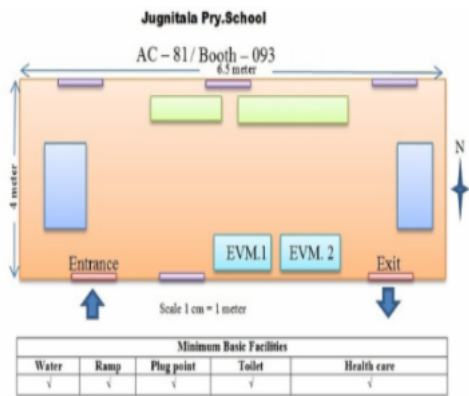 Jugnitala Pry.School
AC – 81/ Booth -093
6.5 meter
4 meter
N
EVM.1 EVM. 2
Entrance Exit
Scale 1 cm = 1 meter
Minimum Basic Facilities
Water Ramp Plug point Toilet Health care
√ √ √ √ √